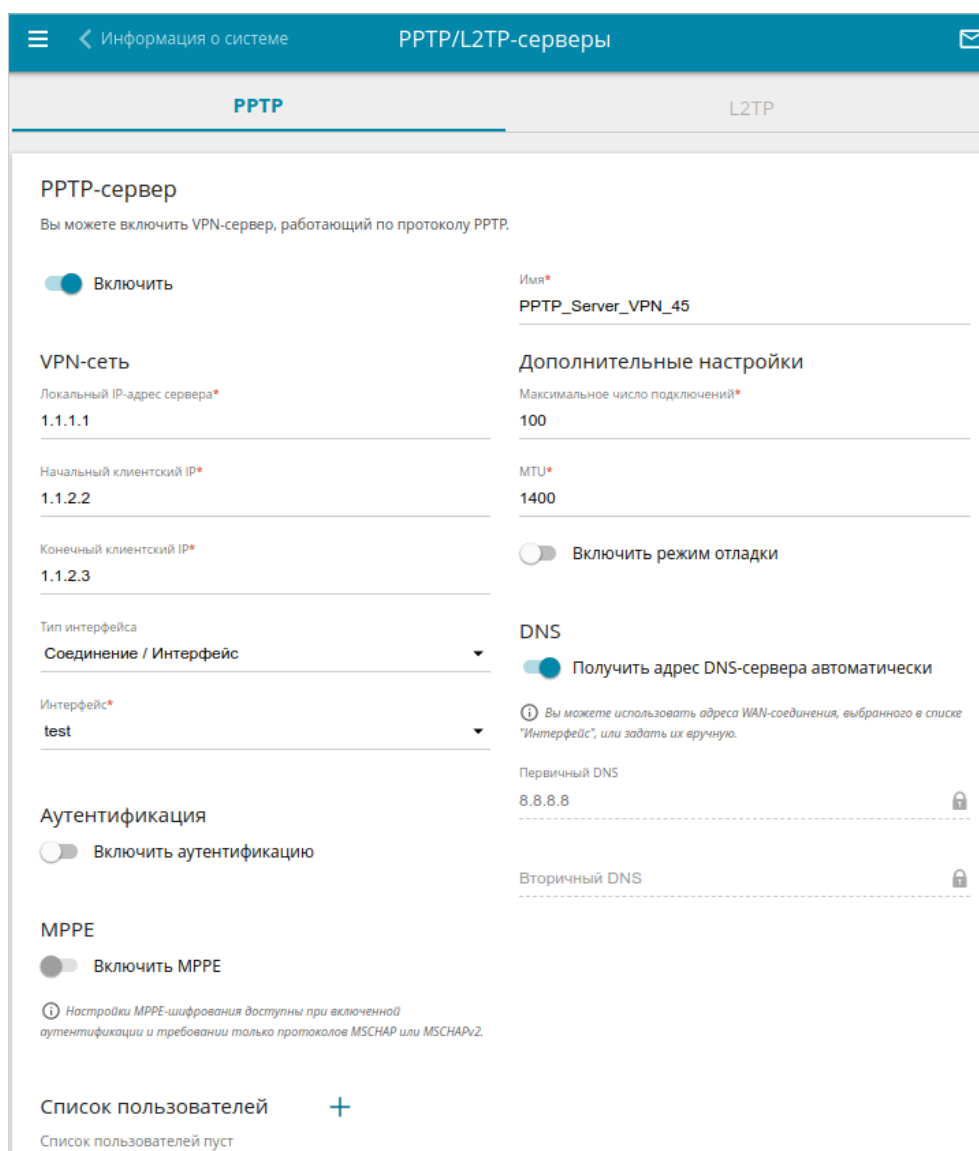 Информация о системе
PPTP/L2TP-серверы
PPTP
L2TP
PPTP-сервер
Вы можете включить VPN-сервер, работающий по протоколу PPTP.
Включить
Имя*
PPTP_Server_VPN_45
VPN-сеть
Локальный IP-адрес сервера*
1.1.1.1
Начальный клиентский IP*
1.1.2.2
Конечный клиентский IP*
1.1.2.3
Тип интерфейса
Соединение / Интерфейс
Интерфейс*
test
Аутентификация
Включить аутентификацию
MPPE
Включить MPPE
Настройки MPPE-шифрования доступны при включенной
аутентификации и требовании только протоколов MSCHAP или MSCHAPv2.
Дополнительные настройки
Максимальное число подключений*
100
MTU*
1400
Включить режим отладки
DNS
Получить адрес DNS-сервера автоматически
Вы можете использовать адреса WAN-соединения, выбранного в списке
"Интерфейс", или задать их вручную.
Первичный DNS
8.8.8.8
Вторичный DNS
Список пользователей
Список пользователей пуст